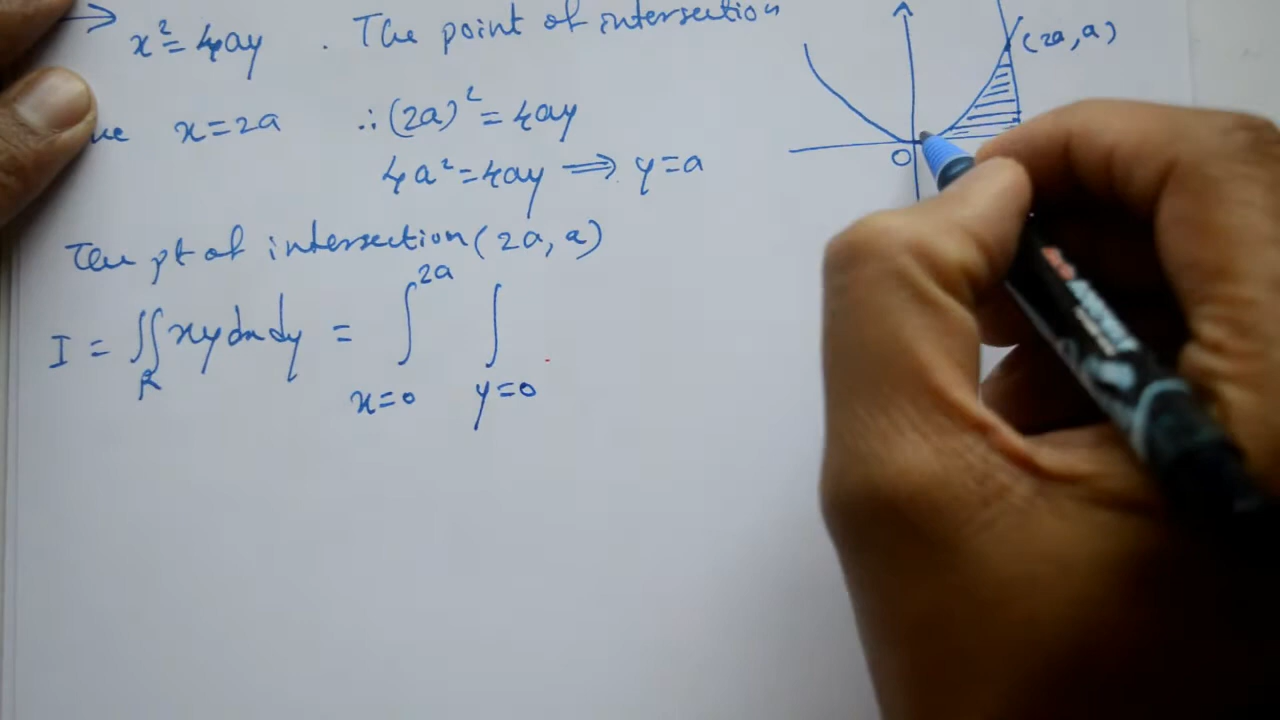 → x² = 4ay . The point of intersection
x = 2a ∴ (2a)² = 4ay
4a² = 4ay ⟹ y = a
The pt of intersection (2a, a)
I = ∬_R xy dx dy = ∫_{x=0}^{2a} ∫_{y=0}
(2a, a)
O